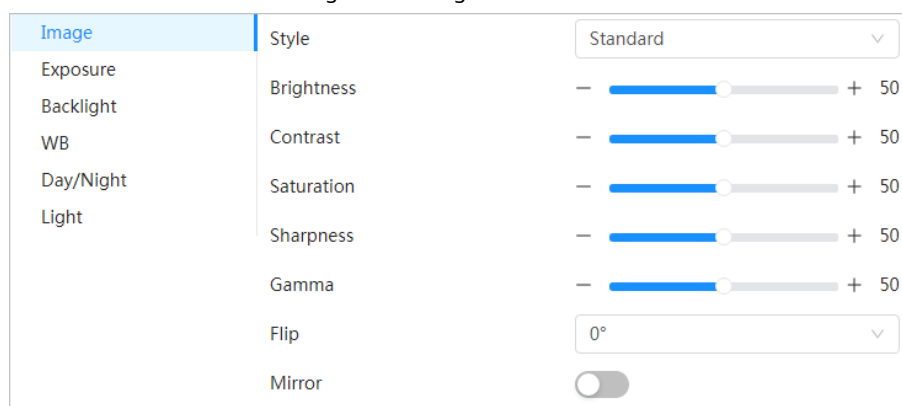 Image
Exposure
Backlight
WB
Day/Night
Light
Style Standard
Brightness − + 50
Contrast − + 50
Saturation − + 50
Sharpness − + 50
Gamma − + 50
Flip 0°
Mirror